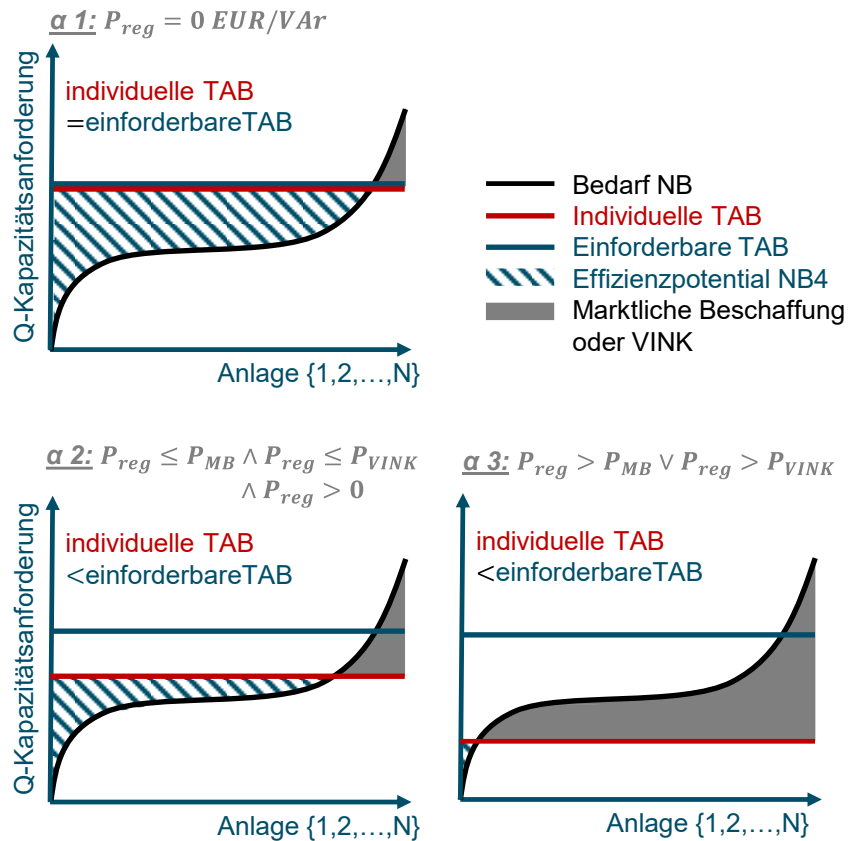 α 1: P_reg = 0 EUR/VAr
Q-Kapazitätsanforderung
individuelle TAB
=einforderbareTAB
Anlage {1,2,…,N}
Bedarf NB
Individuelle TAB
Einforderbare TAB
Effizienzpotential NB4
Marktliche Beschaffung
oder VINK
α 2: P_reg ≤ P_MB ∧ P_reg ≤ P_VINK
∧ P_reg > 0
Q-Kapazitätsanforderung
individuelle TAB
<einforderbareTAB
Anlage {1,2,…,N}
α 3: P_reg > P_MB ∨ P_reg > P_VINK
individuelle TAB
<einforderbareTAB
Anlage {1,2,…,N}